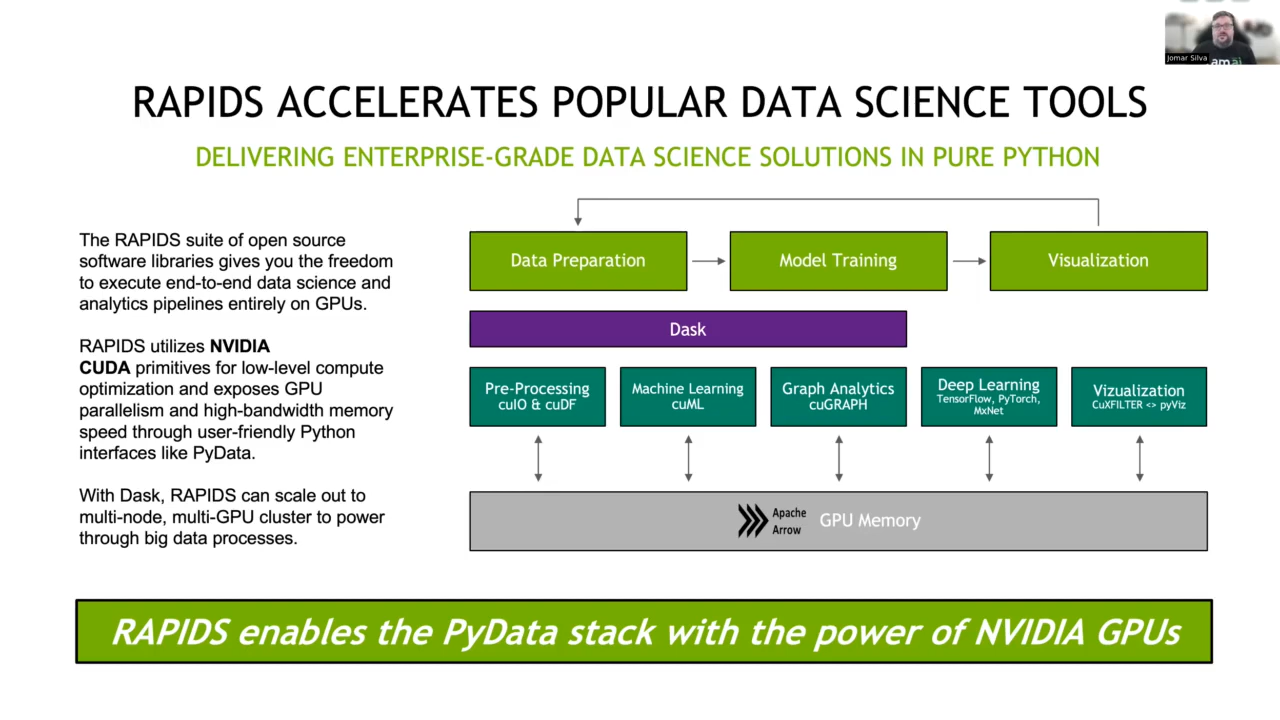 Jomar Silva
am ai
RAPIDS ACCELERATES POPULAR DATA SCIENCE TOOLS
DELIVERING ENTERPRISE-GRADE DATA SCIENCE SOLUTIONS IN PURE PYTHON
The RAPIDS suite of open source
software libraries gives you the freedom
to execute end-to-end data science and
analytics pipelines entirely on GPUs.
RAPIDS utilizes NVIDIA
CUDA primitives for low-level compute
optimization and exposes GPU
parallelism and high-bandwidth memory
speed through user-friendly Python
interfaces like PyData.
With Dask, RAPIDS can scale out to
multi-node, multi-GPU cluster to power
through big data processes.
Data Preparation
Model Training
Visualization
Dask
Pre-Processing
cuIO & cuDF
Machine Learning
cuML
Graph Analytics
cuGRAPH
Deep Learning
TensorFlow, PyTorch,
MxNet
Vizualization
CuXFILTER <> pyViz
Apache
Arrow
GPU Memory
RAPIDS enables the PyData stack with the power of NVIDIA GPUs